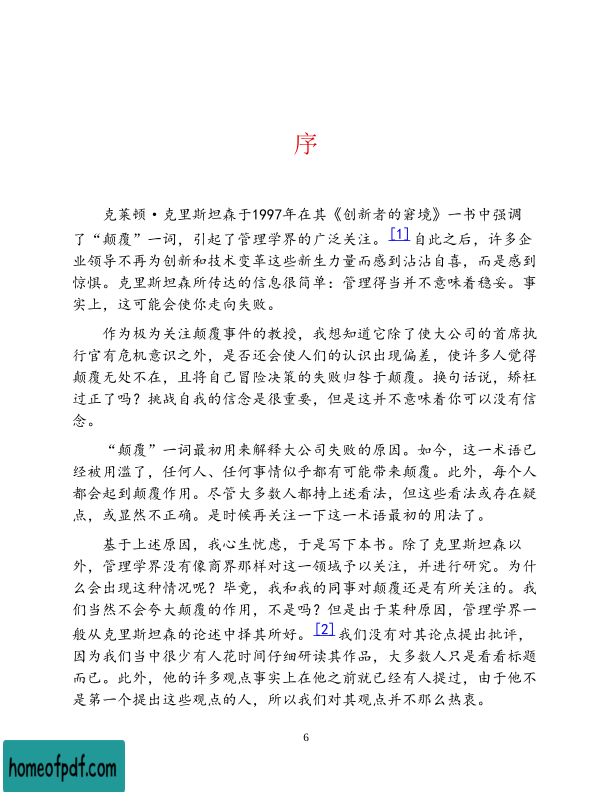 序
克莱顿·克里斯坦森于1997年在其《创新者的窘境》一书中强调
了“颠覆”一词，引起了管理学界的广泛关注。[1]自此之后，许多企
业领导不再为创新和技术变革这些新生力量而感到沾沾自喜，而是感到
惊惧。克里斯坦森所传达的信息很简单：管理得当并不意味着稳妥。事
实上，这可能会使你走向失败。
作为极为关注颠覆事件的教授，我想知道它除了使大公司的首席执
行官有危机意识之外，是否还会使人们的认识出现偏差，使许多人觉得
颠覆无处不在，且将自己冒险决策的失败归咎于颠覆。换句话说，矫枉
过正了吗？挑战自我的信念是很重要，但是这并不意味着你可以没有信
念。
“颠覆”一词最初用来解释大公司失败的原因。如今，这一术语已
经被用滥了，任何人、任何事情似乎都有可能带来颠覆。此外，每个人
都会起到颠覆作用。尽管大多数人都持上述看法，但这些看法或存在疑
点，或显然不正确。是时候再关注一下这一术语最初的用法了。
基于上述原因，我心生忧虑，于是写下本书。除了克里斯坦森以
外，管理学界没有像商界那样对这一领域予以关注，并进行研究。为什
么会出现这种情况呢？毕竟，我和我的同事对颠覆还是有所关注的。我
们当然不会夸大颠覆的作用，不是吗？但是出于某种原因，管理学界一
般从克里斯坦森的论述中择其所好。[2]我们没有对其论点提出批评，
因为我们当中很少有人花时间仔细研读其作品，大多数人只是看看标题
而已。此外，他的许多观点事实上在他之前就已经有人提过，由于他不
是第一个提出这些观点的人，所以我们对其观点并不那么热衷。
6
homeofpdf.com